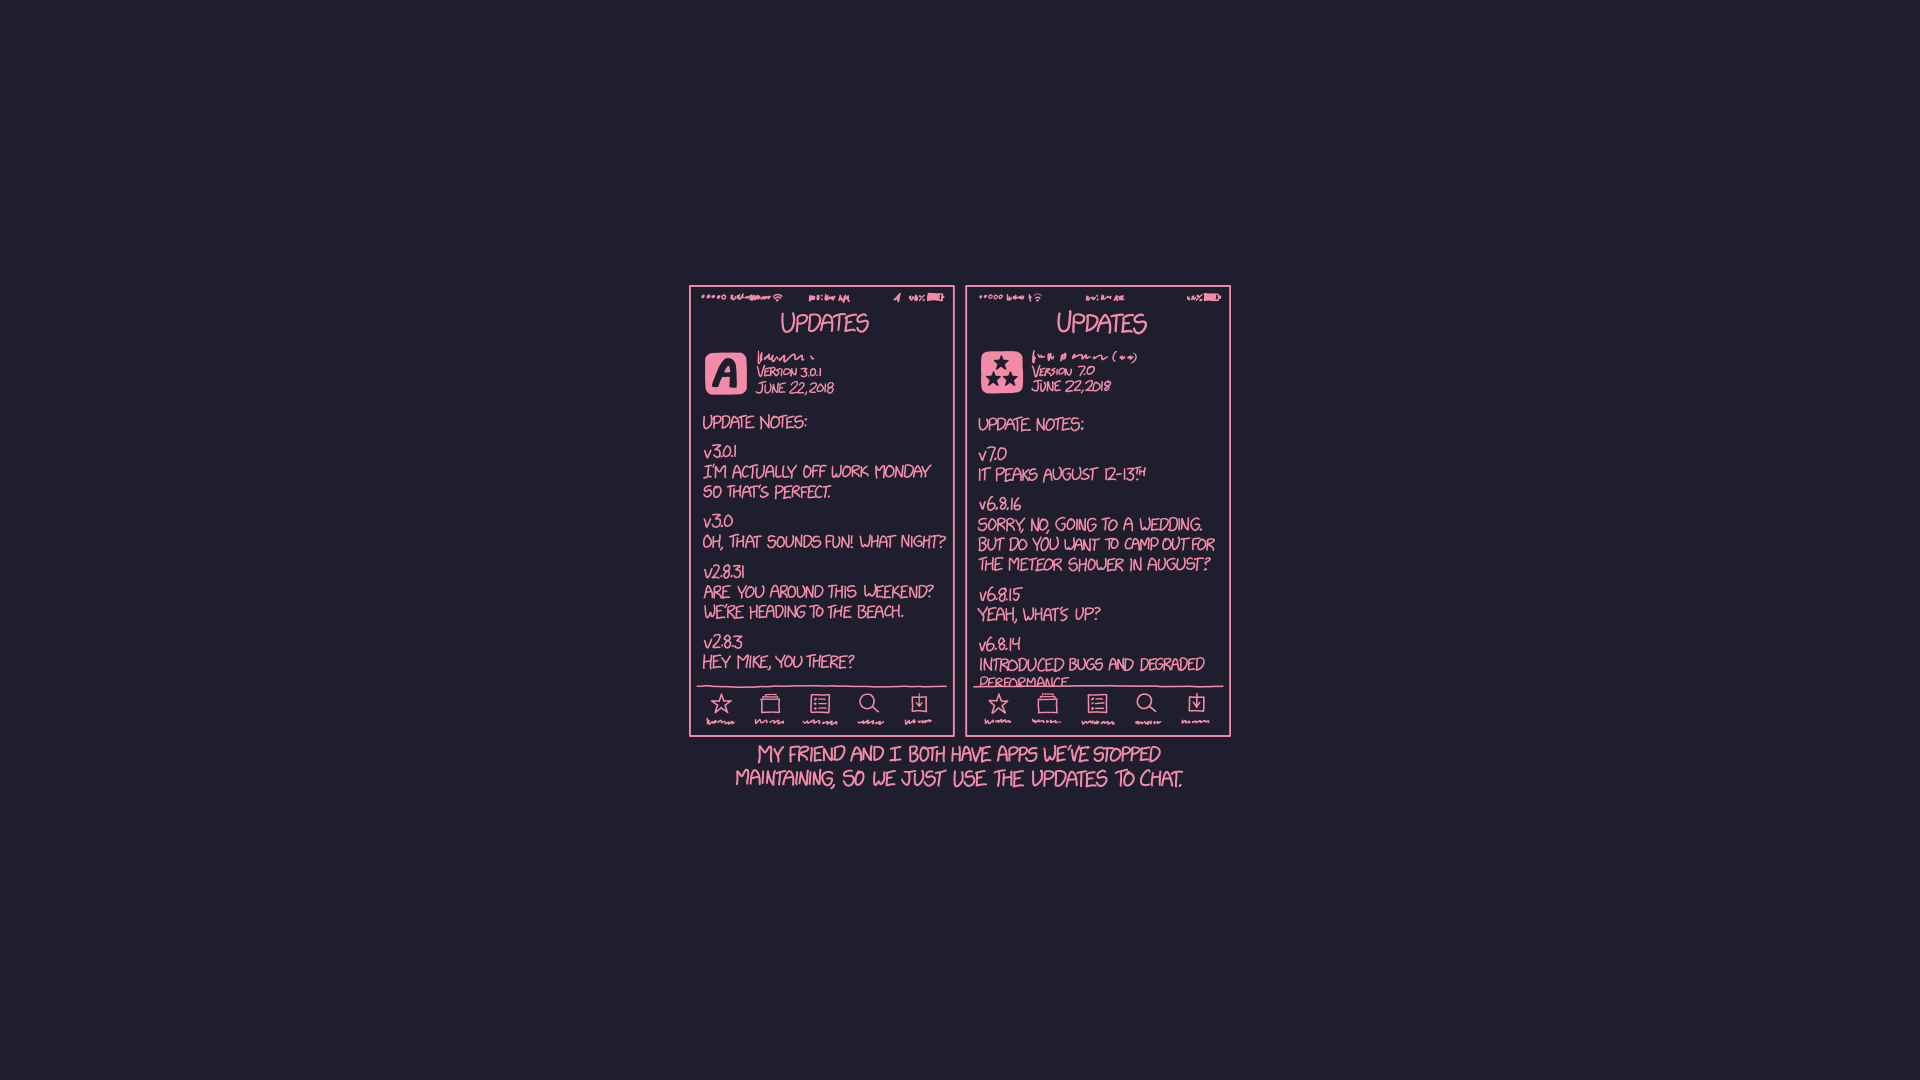 UPDATES
VERSION 3.0.1
JUNE 22, 2018
UPDATE NOTES:
v3.0.1
I'M ACTUALLY OFF WORK MONDAY
SO THAT'S PERFECT.
v3.0
OH, THAT SOUNDS FUN! WHAT NIGHT?
v2.8.31
ARE YOU AROUND THIS WEEKEND?
WE'RE HEADING TO THE BEACH.
v2.8.3
HEY MIKE, YOU THERE?
UPDATES
VERSION 7.0
JUNE 22, 2018
UPDATE NOTES:
v7.0
IT PEAKS AUGUST 12-13TH
v6.8.16
SORRY, NO, GOING TO A WEDDING.
BUT DO YOU WANT TO CAMP OUT FOR
THE METEOR SHOWER IN AUGUST?
v6.8.15
YEAH, WHAT'S UP?
v6.8.14
INTRODUCED BUGS AND DEGRADED
PERFORMANCE
MY FRIEND AND I BOTH HAVE APPS WE'VE STOPPED
MAINTAINING, SO WE JUST USE THE UPDATES TO CHAT.